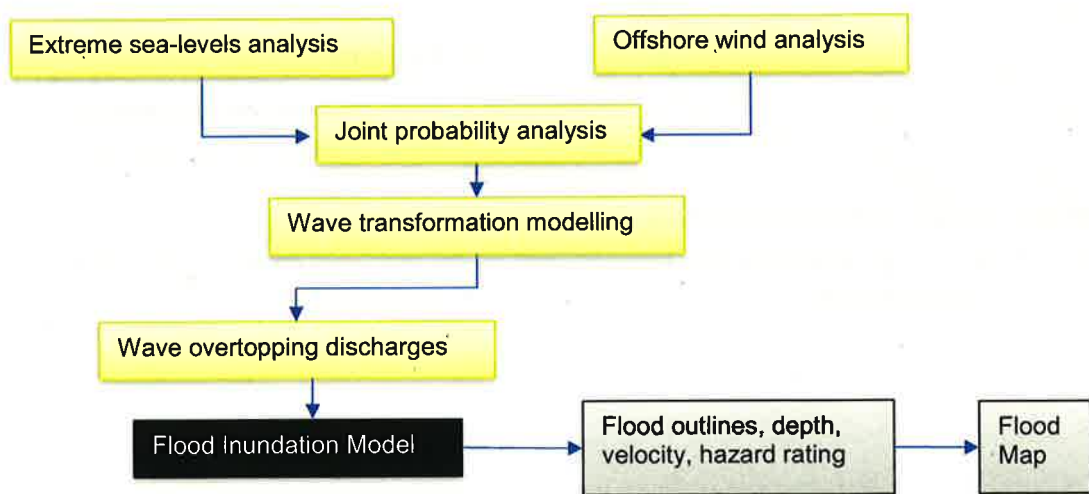 Extreme sea-levels analysis
Offshore wind analysis
Joint probability analysis
Wave transformation modelling
Wave overtopping discharges
Flood Inundation Model
Flood outlines, depth,
velocity, hazard rating
Flood
Map